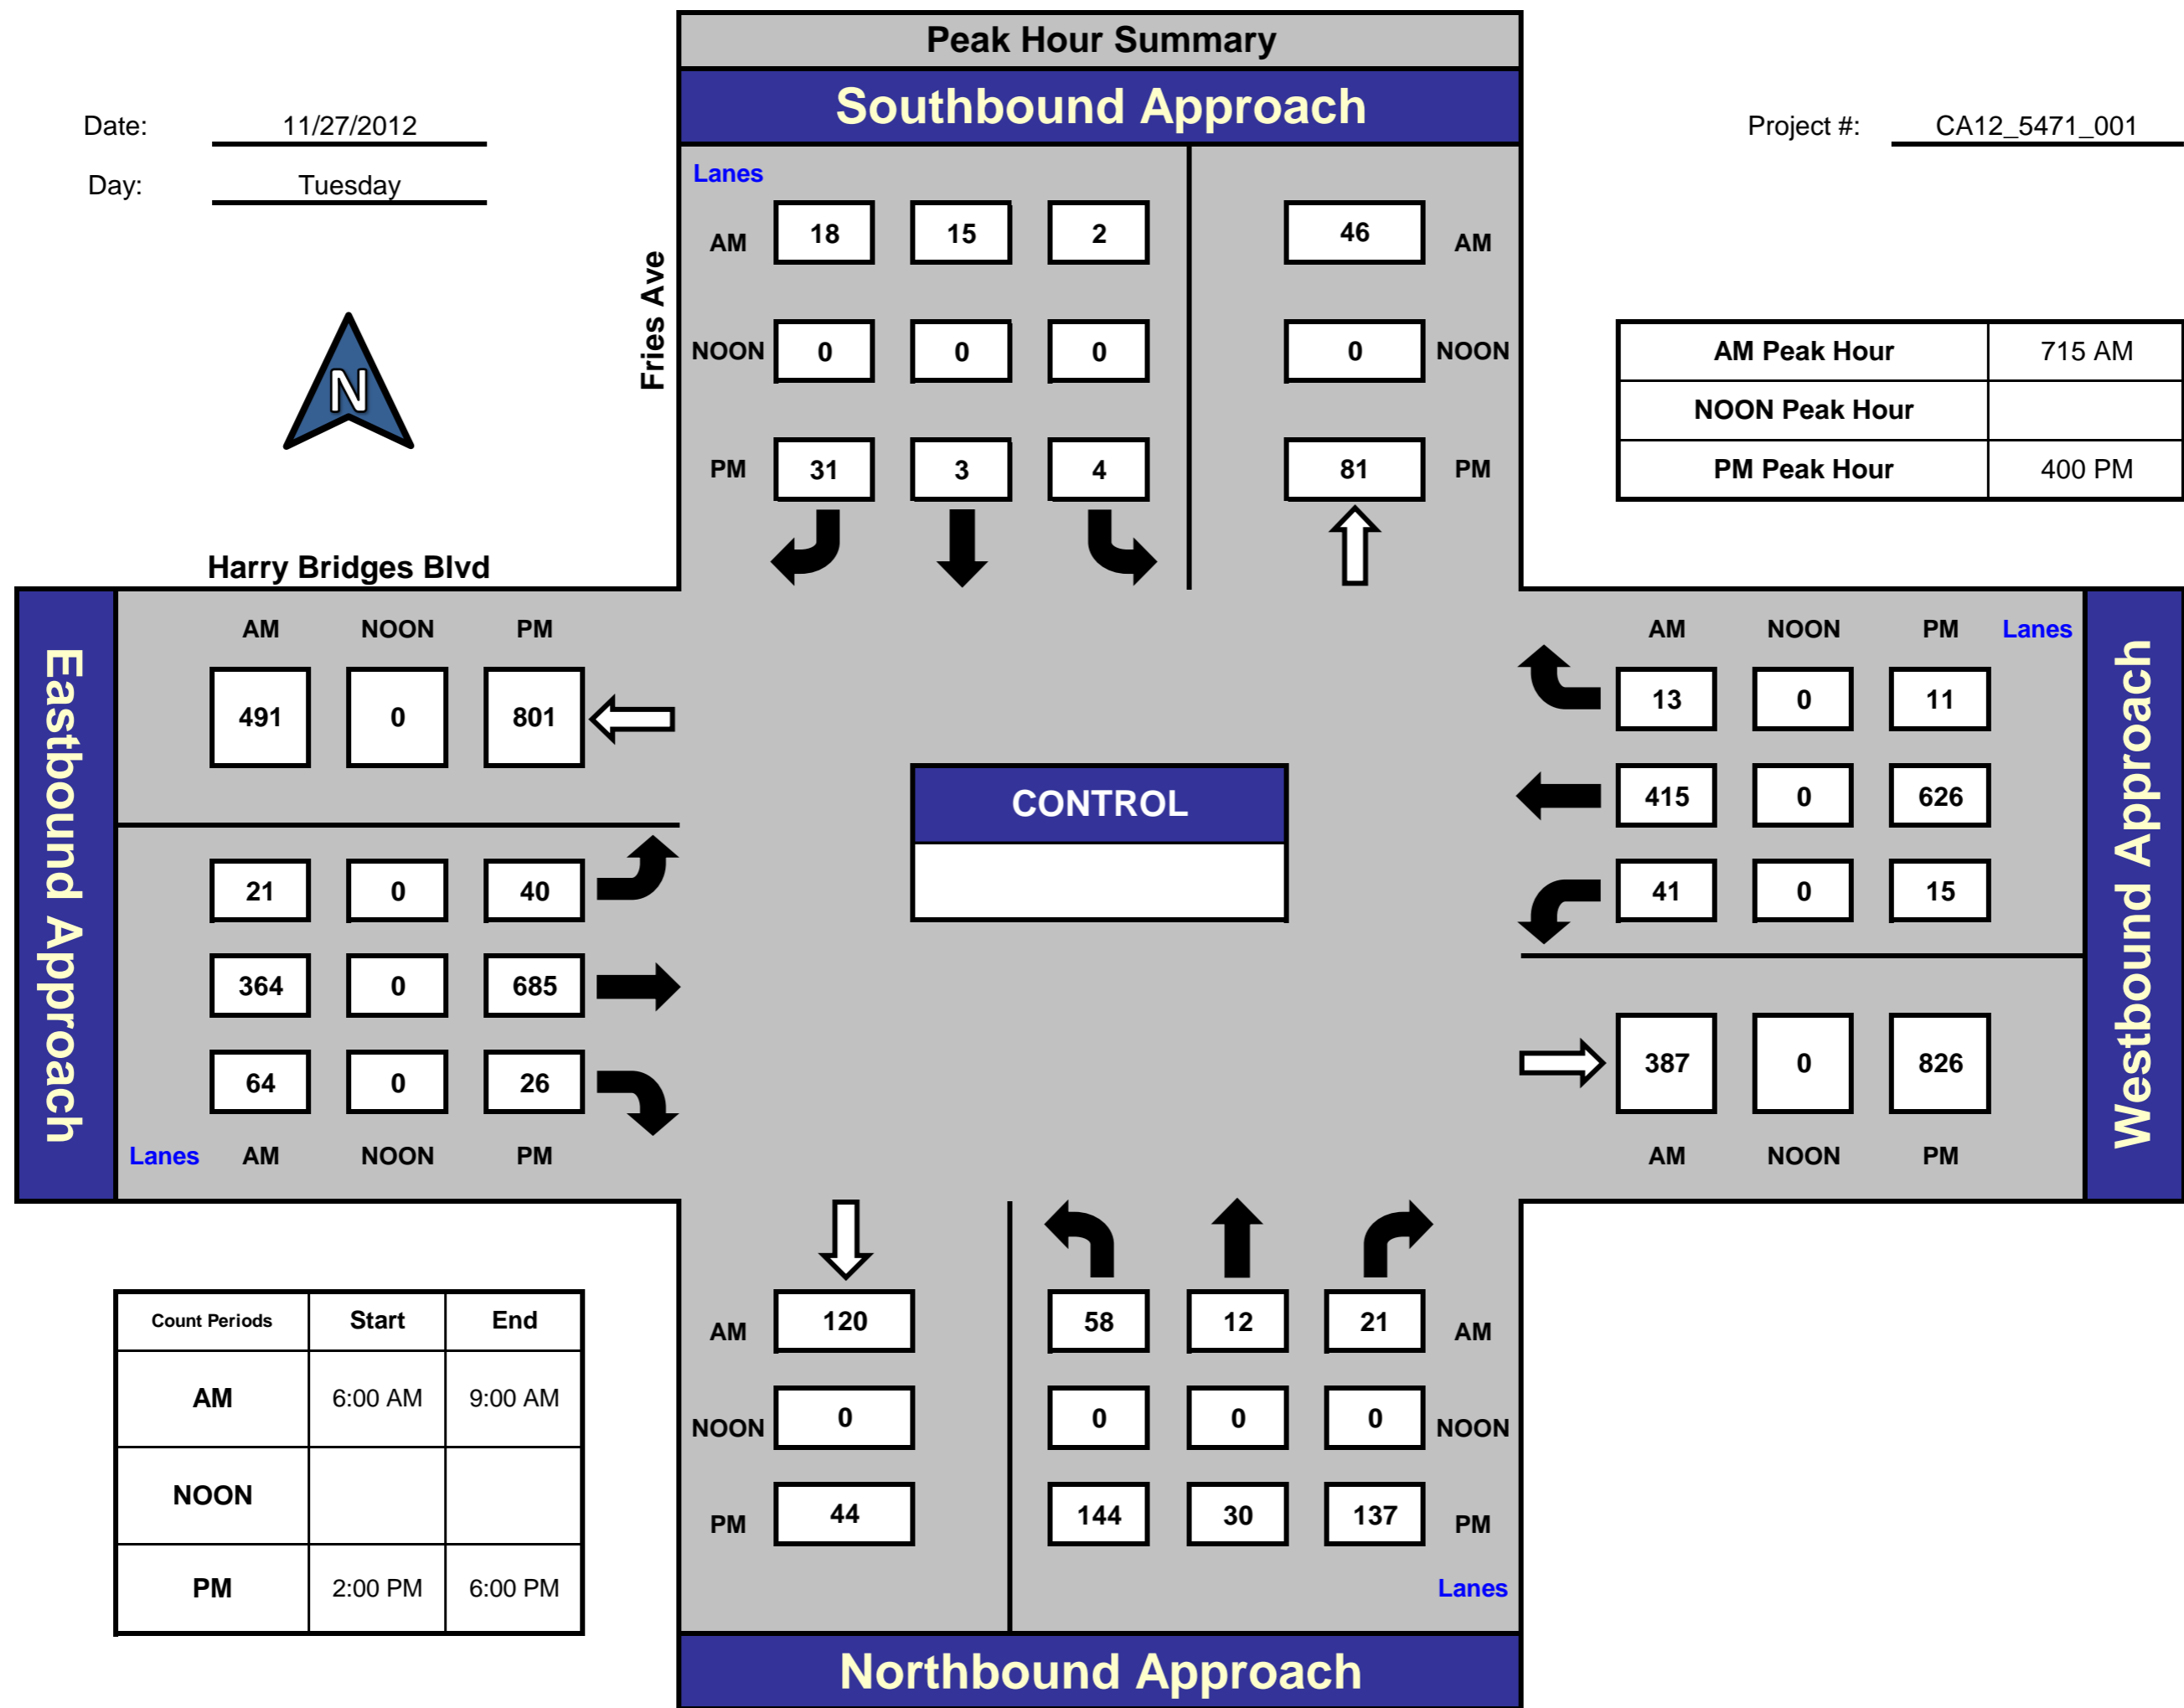 Peak Hour Summary
Southbound Approach
Date: 11/27/2012
Project #: CA12_5471_001
Day: Tuesday
Lanes
AM 18 15 2 46 AM
Fries Ave
NOON 0 0 0 0 NOON
PM 31 3 4 81 PM
N
AM Peak Hour 715 AM
NOON Peak Hour
PM Peak Hour 400 PM
Harry Bridges Blvd
Eastbound Approach
AM NOON PM
491 0 801
21 0 40
364 0 685
64 0 26
Lanes AM NOON PM
CONTROL
AM NOON PM Lanes
13 0 11
415 0 626
41 0 15
387 0 826
AM NOON PM
Westbound Approach
Count Periods Start End
AM 6:00 AM 9:00 AM
NOON
PM 2:00 PM 6:00 PM
AM 120 58 12 21 AM
NOON 0 0 0 0 NOON
PM 44 144 30 137 PM
Lanes
Northbound Approach